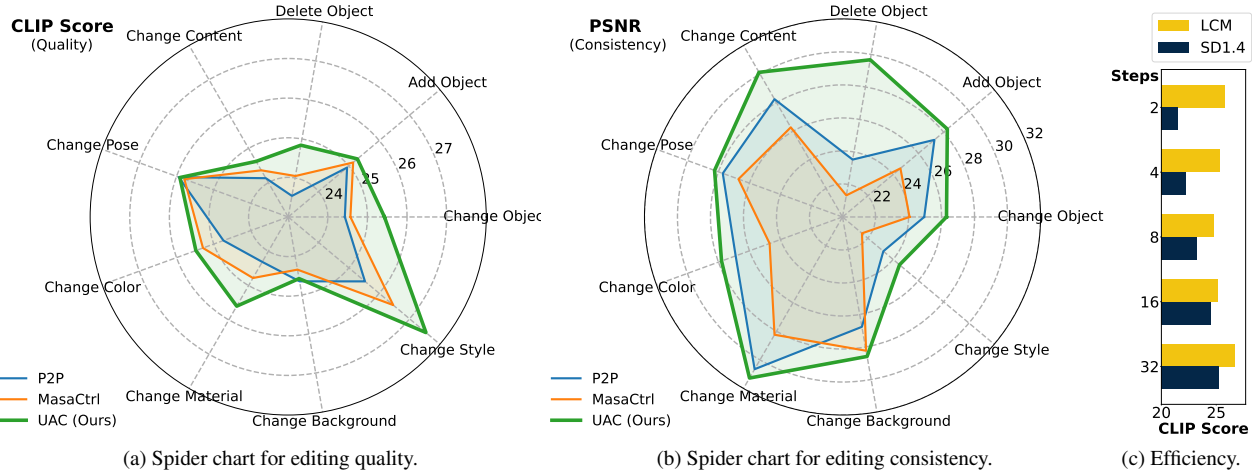 CLIP Score
(Quality)
Delete Object
Change Content
Add Object
Change Pose
27
26
25
24
Change Objec
Change Color
Change Style
Change Material
Change Background
P2P
MasaCtrl
UAC (Ours)
(a) Spider chart for editing quality.
PSNR
(Consistency)
Delete Object
Change Content
Add Object
Change Pose
32
30
28
26
24
22
Change Object
Change Color
Change Style
Change Material
Change Background
P2P
MasaCtrl
UAC (Ours)
(b) Spider chart for editing consistency.
LCM
SD1.4
Steps
2
4
8
16
32
20 25
CLIP Score
(c) Efficiency.